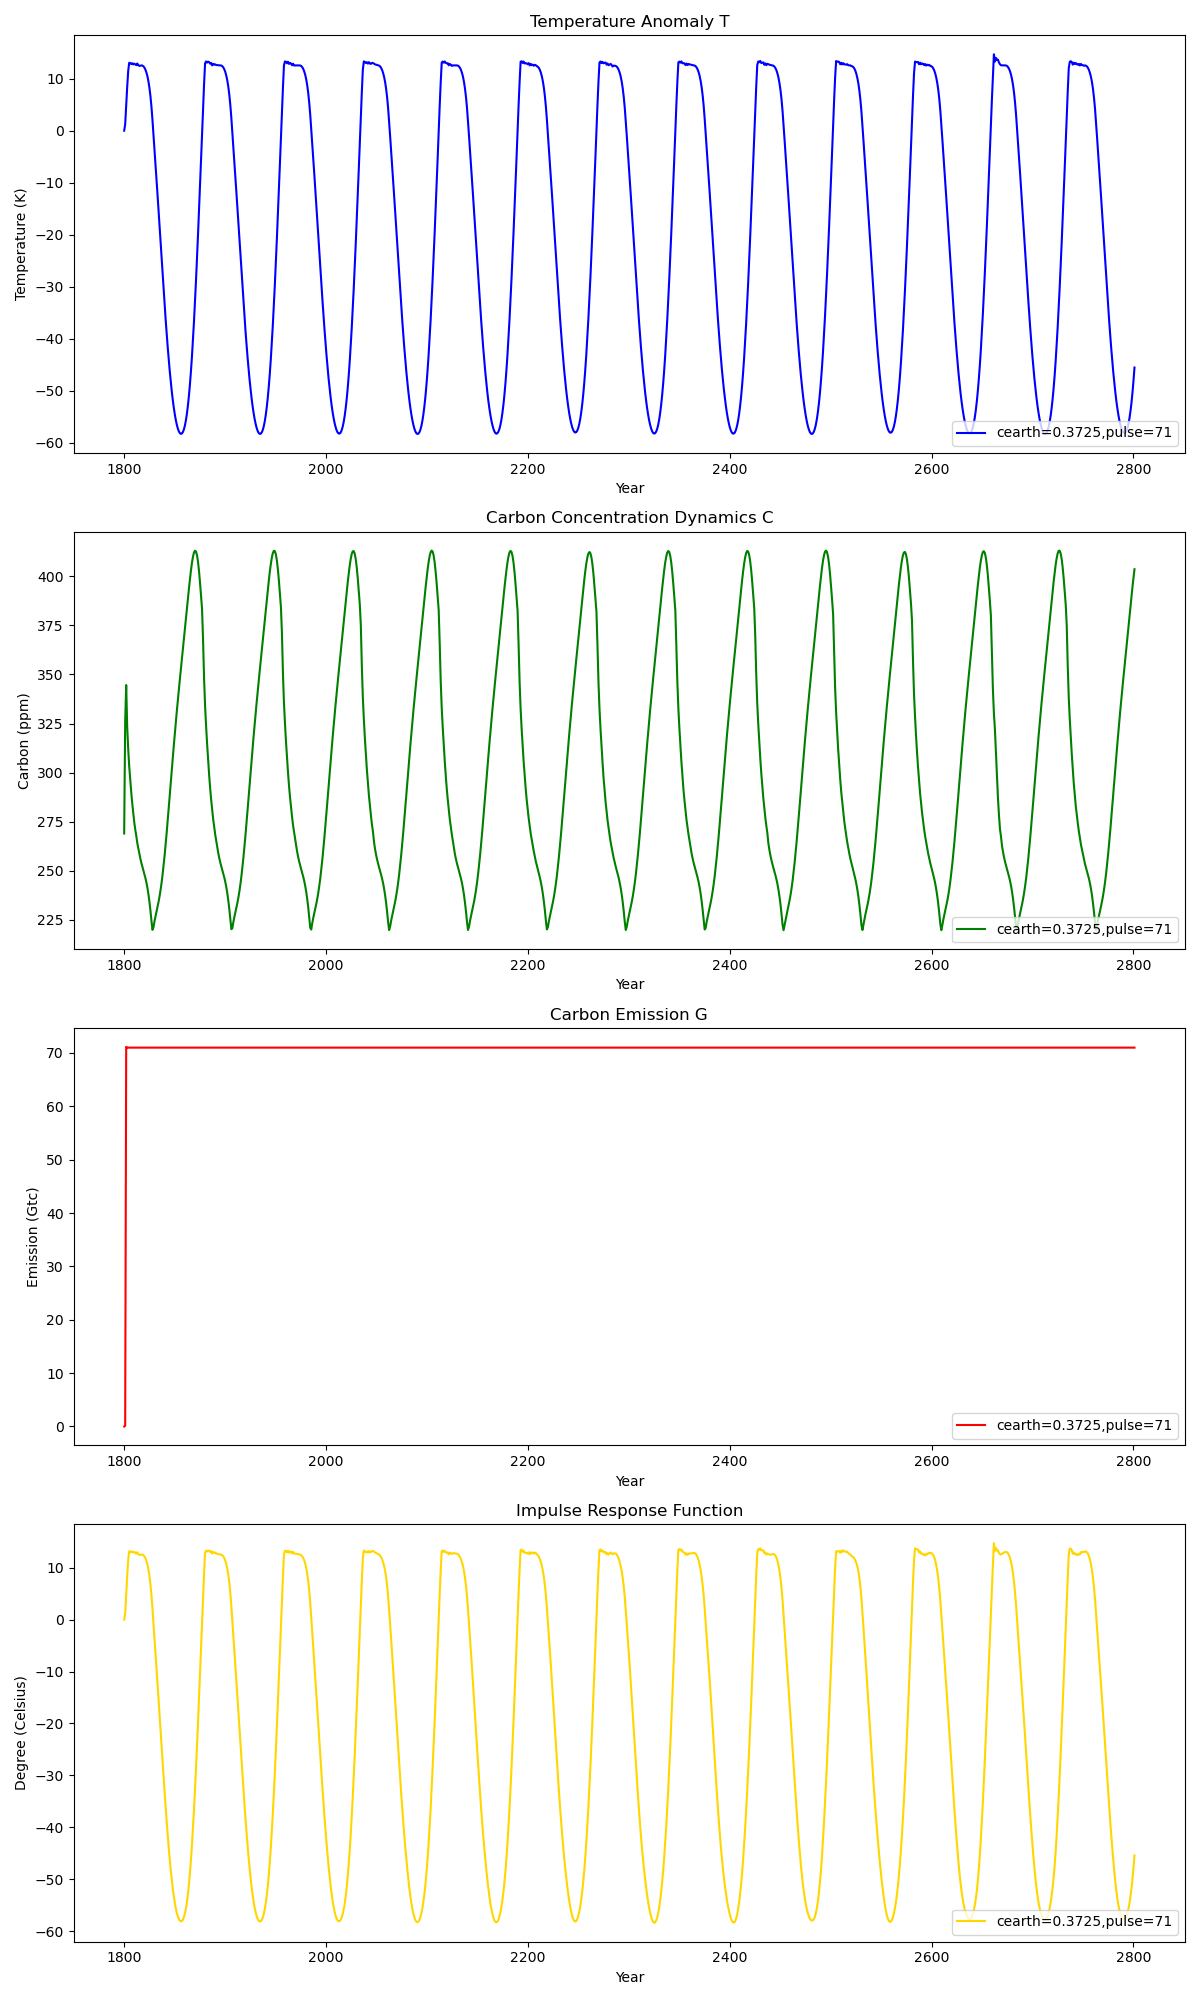 Temperature Anomaly T
10
0
−10
−20
−30
−40
−50
−60
Temperature (K)
cearth=0.3725,pulse=71
1800 2000 2200 2400 2600 2800
Year
Carbon Concentration Dynamics C
400
375
350
325
300
275
250
225
Carbon (ppm)
cearth=0.3725,pulse=71
1800 2000 2200 2400 2600 2800
Year
Carbon Emission G
70
60
50
40
30
20
10
0
Emission (Gtc)
cearth=0.3725,pulse=71
1800 2000 2200 2400 2600 2800
Year
Impulse Response Function
10
0
−10
−20
−30
−40
−50
−60
Degree (Celsius)
cearth=0.3725,pulse=71
1800 2000 2200 2400 2600 2800
Year